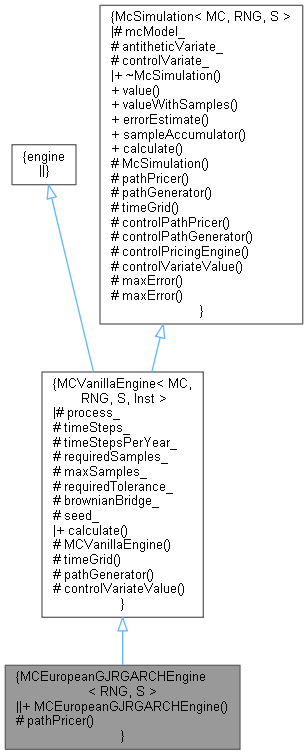 {McSimulation< MC, RNG, S >
|# mcModel_
# antitheticVariate_
# controlVariate_
|+ ~McSimulation()
+ value()
+ valueWithSamples()
+ errorEstimate()
+ sampleAccumulator()
+ calculate()
# McSimulation()
# pathPricer()
# pathGenerator()
# timeGrid()
# controlPathPricer()
# controlPathGenerator()
# controlPricingEngine()
# controlVariateValue()
# maxError()
# maxError()
}
{engine
||}
{MCVanillaEngine< MC,
RNG, S, Inst >
|# process_
# timeSteps_
# timeStepsPerYear_
# requiredSamples_
# maxSamples_
# requiredTolerance_
# brownianBridge_
# seed_
|+ calculate()
# MCVanillaEngine()
# timeGrid()
# pathGenerator()
# controlVariateValue()
}
{MCEuropeanGJRGARCHEngine
< RNG, S >
||+ MCEuropeanGJRGARCHEngine()
# pathPricer()
}